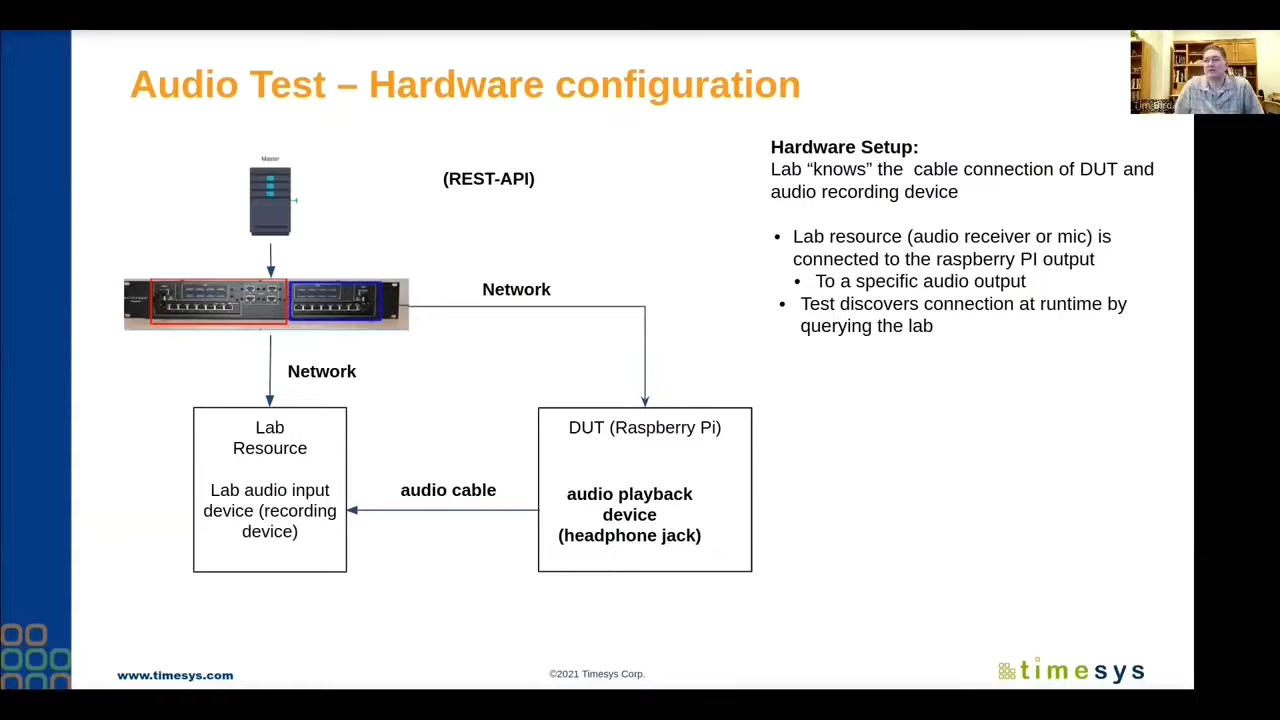 Audio Test – Hardware configuration
Tim Bird
Master
(REST-API)
Hardware Setup:
Lab “knows” the cable connection of DUT and
audio recording device
• Lab resource (audio receiver or mic) is
connected to the raspberry PI output
• To a specific audio output
• Test discovers connection at runtime by
querying the lab
Network
Network
Lab
Resource
Lab audio input
device (recording
device)
audio cable
DUT (Raspberry Pi)
audio playback
device
(headphone jack)
www.timesys.com
©2021 Timesys Corp.
timesys